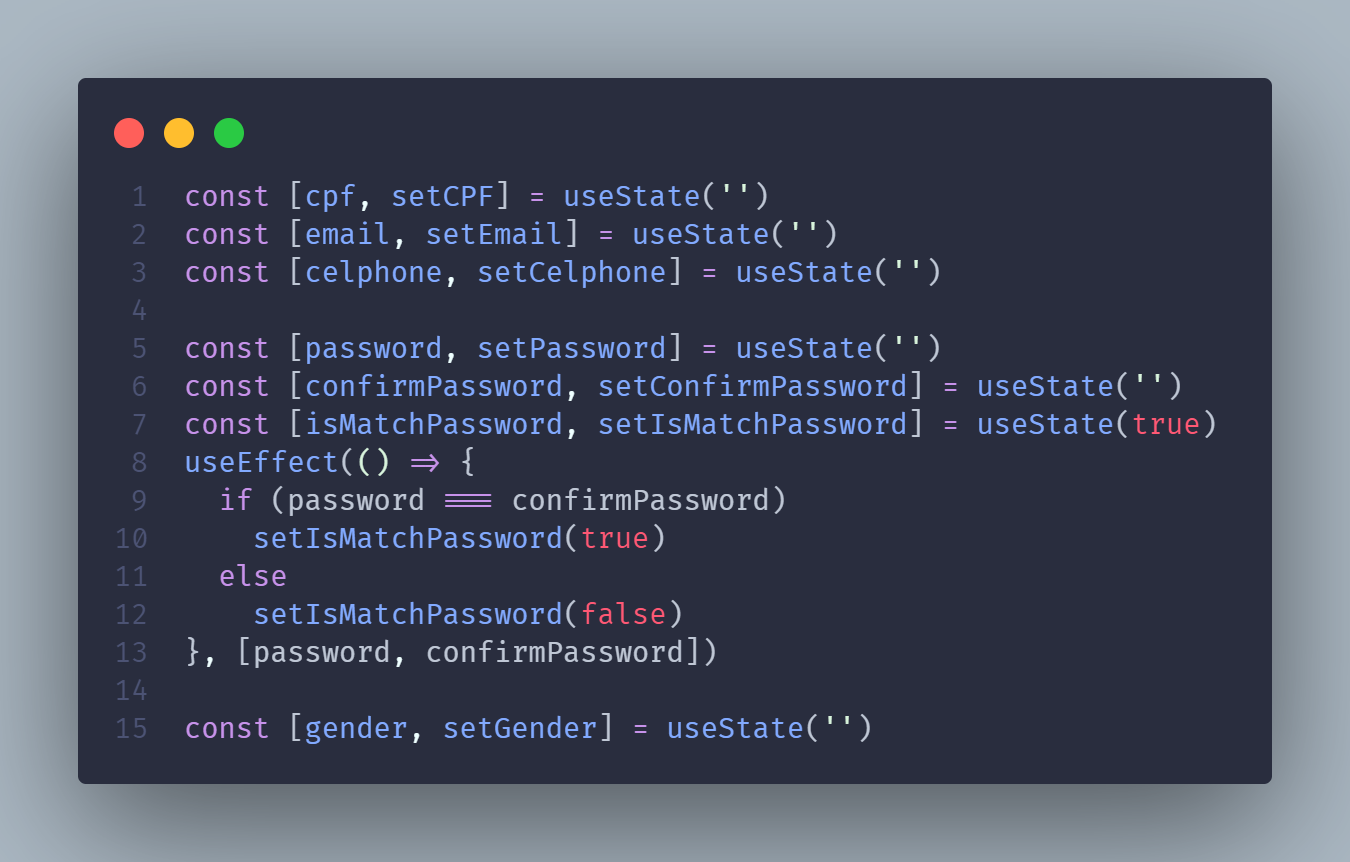 1 const [cpf, setCPF] = useState('')
2 const [email, setEmail] = useState('')
3 const [celphone, setCelphone] = useState('')
4
5 const [password, setPassword] = useState('')
6 const [confirmPassword, setConfirmPassword] = useState('')
7 const [isMatchPassword, setIsMatchPassword] = useState(true)
8 useEffect(() => {
9   if (password === confirmPassword)
10     setIsMatchPassword(true)
11   else
12     setIsMatchPassword(false)
13 }, [password, confirmPassword])
14
15 const [gender, setGender] = useState('')